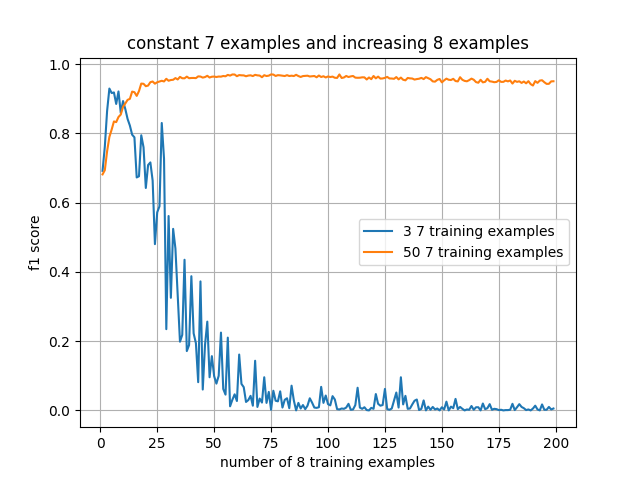 constant 7 examples and increasing 8 examples
1.0
0.8
0.6
0.4
0.2
0.0
f1 score
3 7 training examples
50 7 training examples
0 25 50 75 100 125 150 175 200
number of 8 training examples